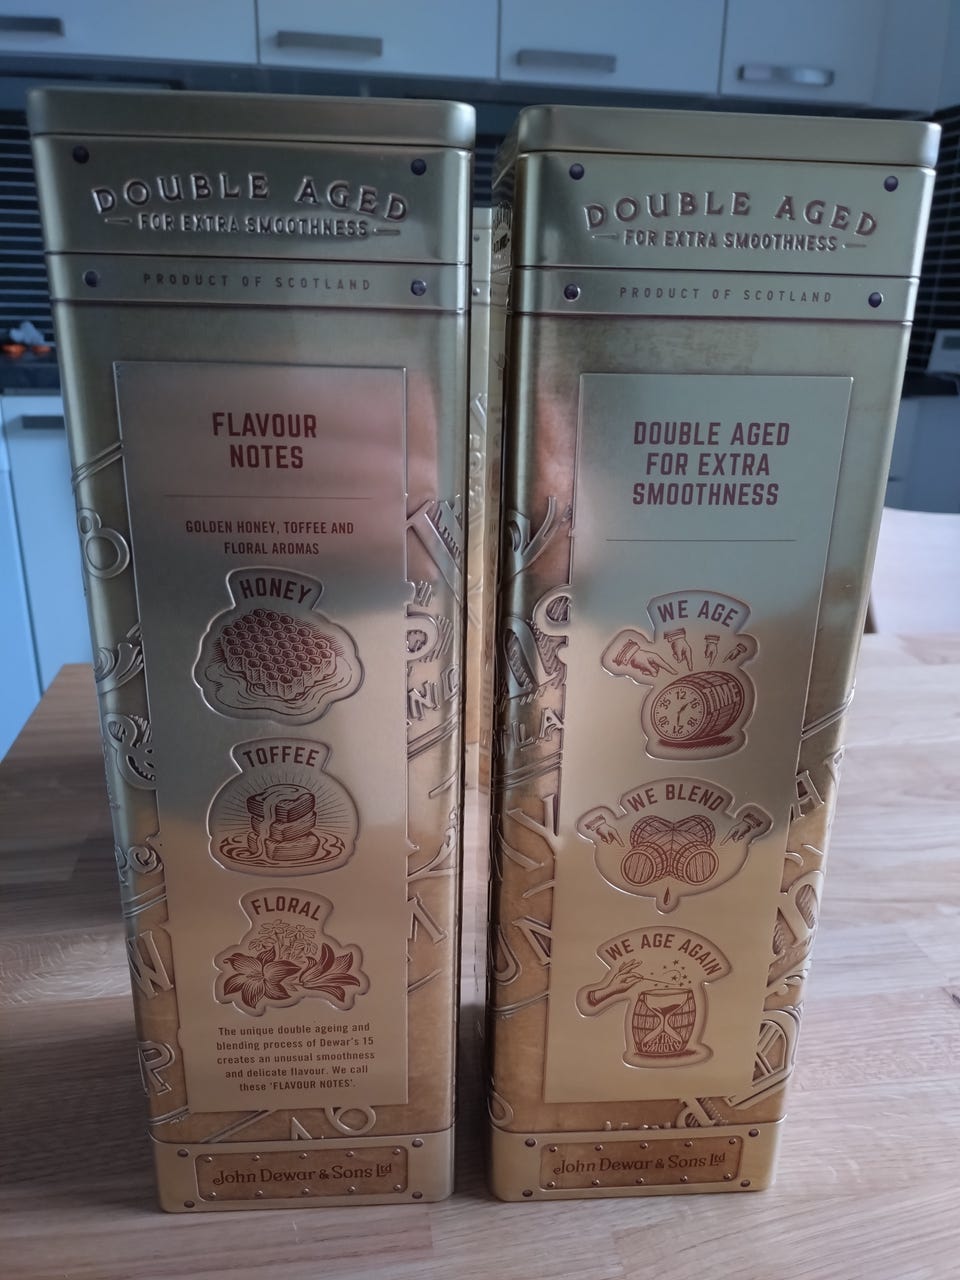 DOUBLE AGED
FOR EXTRA SMOOTHNESS
PRODUCT OF SCOTLAND
FLAVOUR
NOTES
GOLDEN HONEY, TOFFEE AND
FLORAL AROMAS
HONEY
TOFFEE
FLORAL
The unique double ageing and
blending process of Dewar's 15
creates an unusual smoothness
and delicate flavour. We call
these 'FLAVOUR NOTES'.
John Dewar & Sons Ltd
DOUBLE AGED
FOR EXTRA SMOOTHNESS
PRODUCT OF SCOTLAND
DOUBLE AGED
FOR EXTRA
SMOOTHNESS
WE AGE
TIME
WE BLEND
WE AGE AGAIN
John Dewar & Sons Ltd